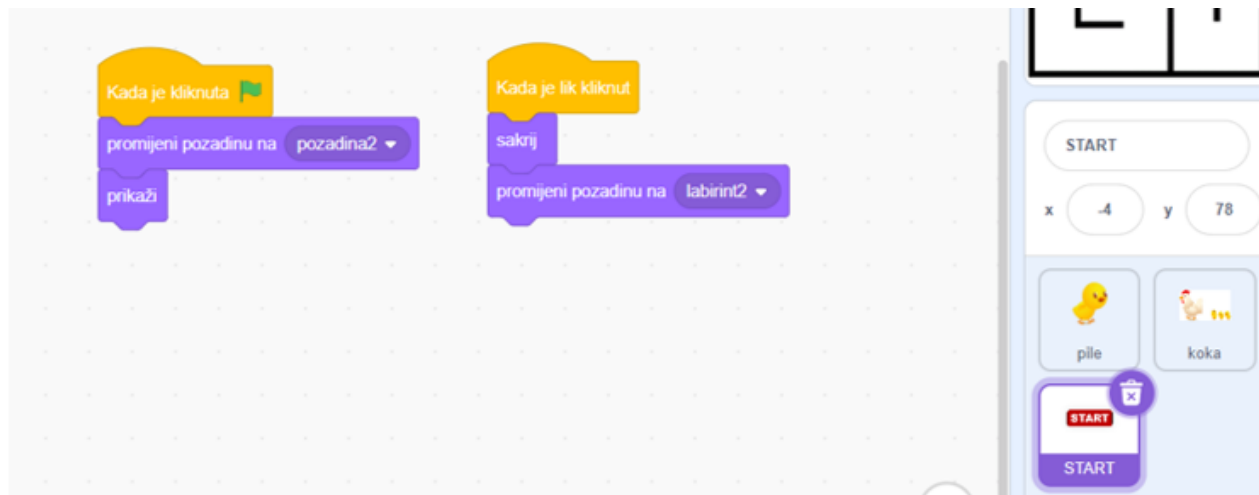 Kada je kliknuta
promijeni pozadinu na pozadina2
prikaži
Kada je lik kliknut
sakrij
promijeni pozadinu na labirint2
START
x -4 y 78
pile koka
START
START